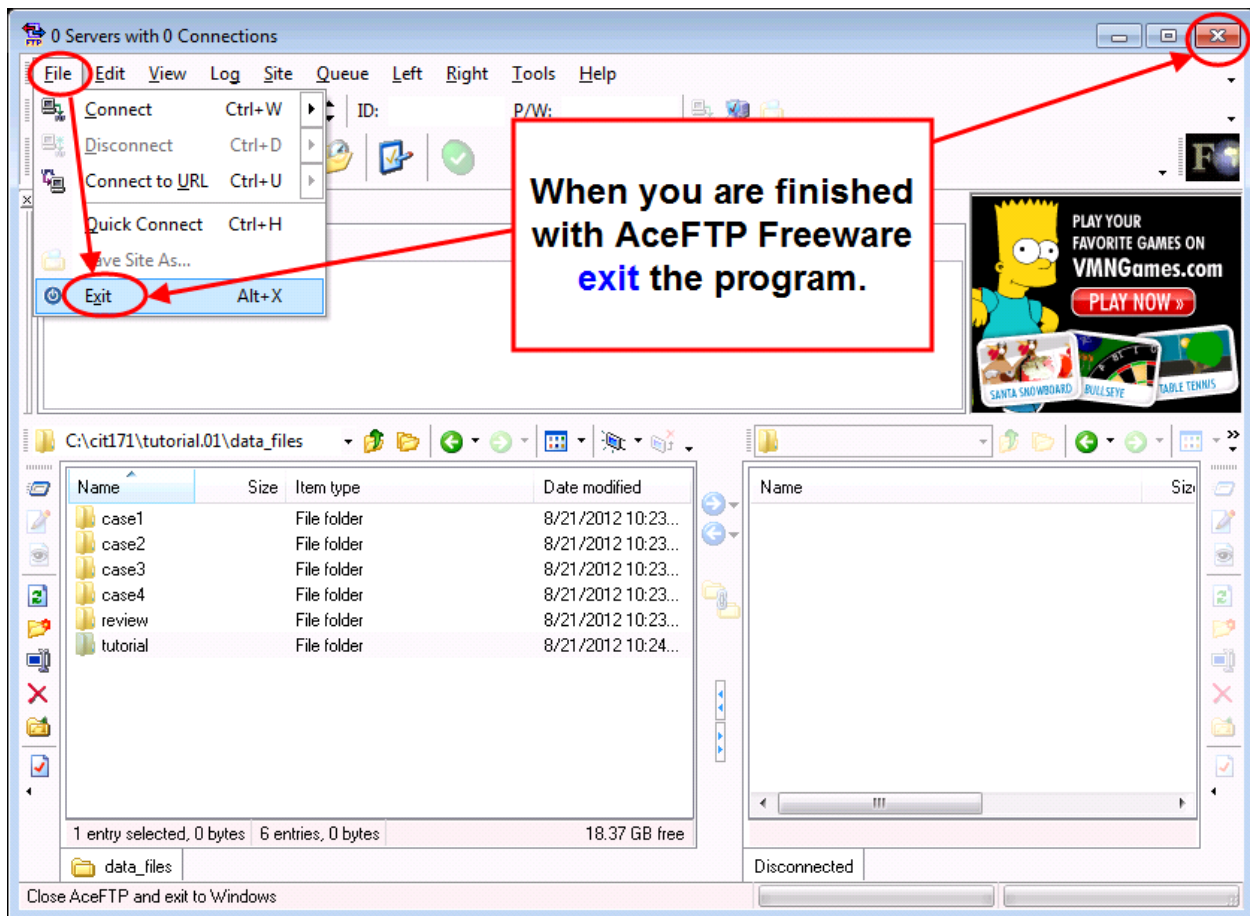 0 Servers with 0 Connections
File Edit View Log Site Queue Left Right Tools Help
Connect Ctrl+W
ID: P/W:
Disconnect Ctrl+D
Connect to URL Ctrl+U
Quick Connect Ctrl+H
Save Site As...
Exit Alt+X
When you are finished
with AceFTP Freeware
exit the program.
PLAY YOUR
FAVORITE GAMES ON
VMNGames.com
PLAY NOW »
SANTA SNOWBOARD BULLSEYE TABLE TENNIS
C:\cit171\tutorial.01\data_files
Name Size Item type Date modified
case1 File folder 8/21/2012 10:23...
case2 File folder 8/21/2012 10:23...
case3 File folder 8/21/2012 10:23...
case4 File folder 8/21/2012 10:23...
review File folder 8/21/2012 10:23...
tutorial File folder 8/21/2012 10:24...
1 entry selected, 0 bytes 6 entries, 0 bytes 18.37 GB free
data_files
Name Siz
Disconnected
Close AceFTP and exit to Windows